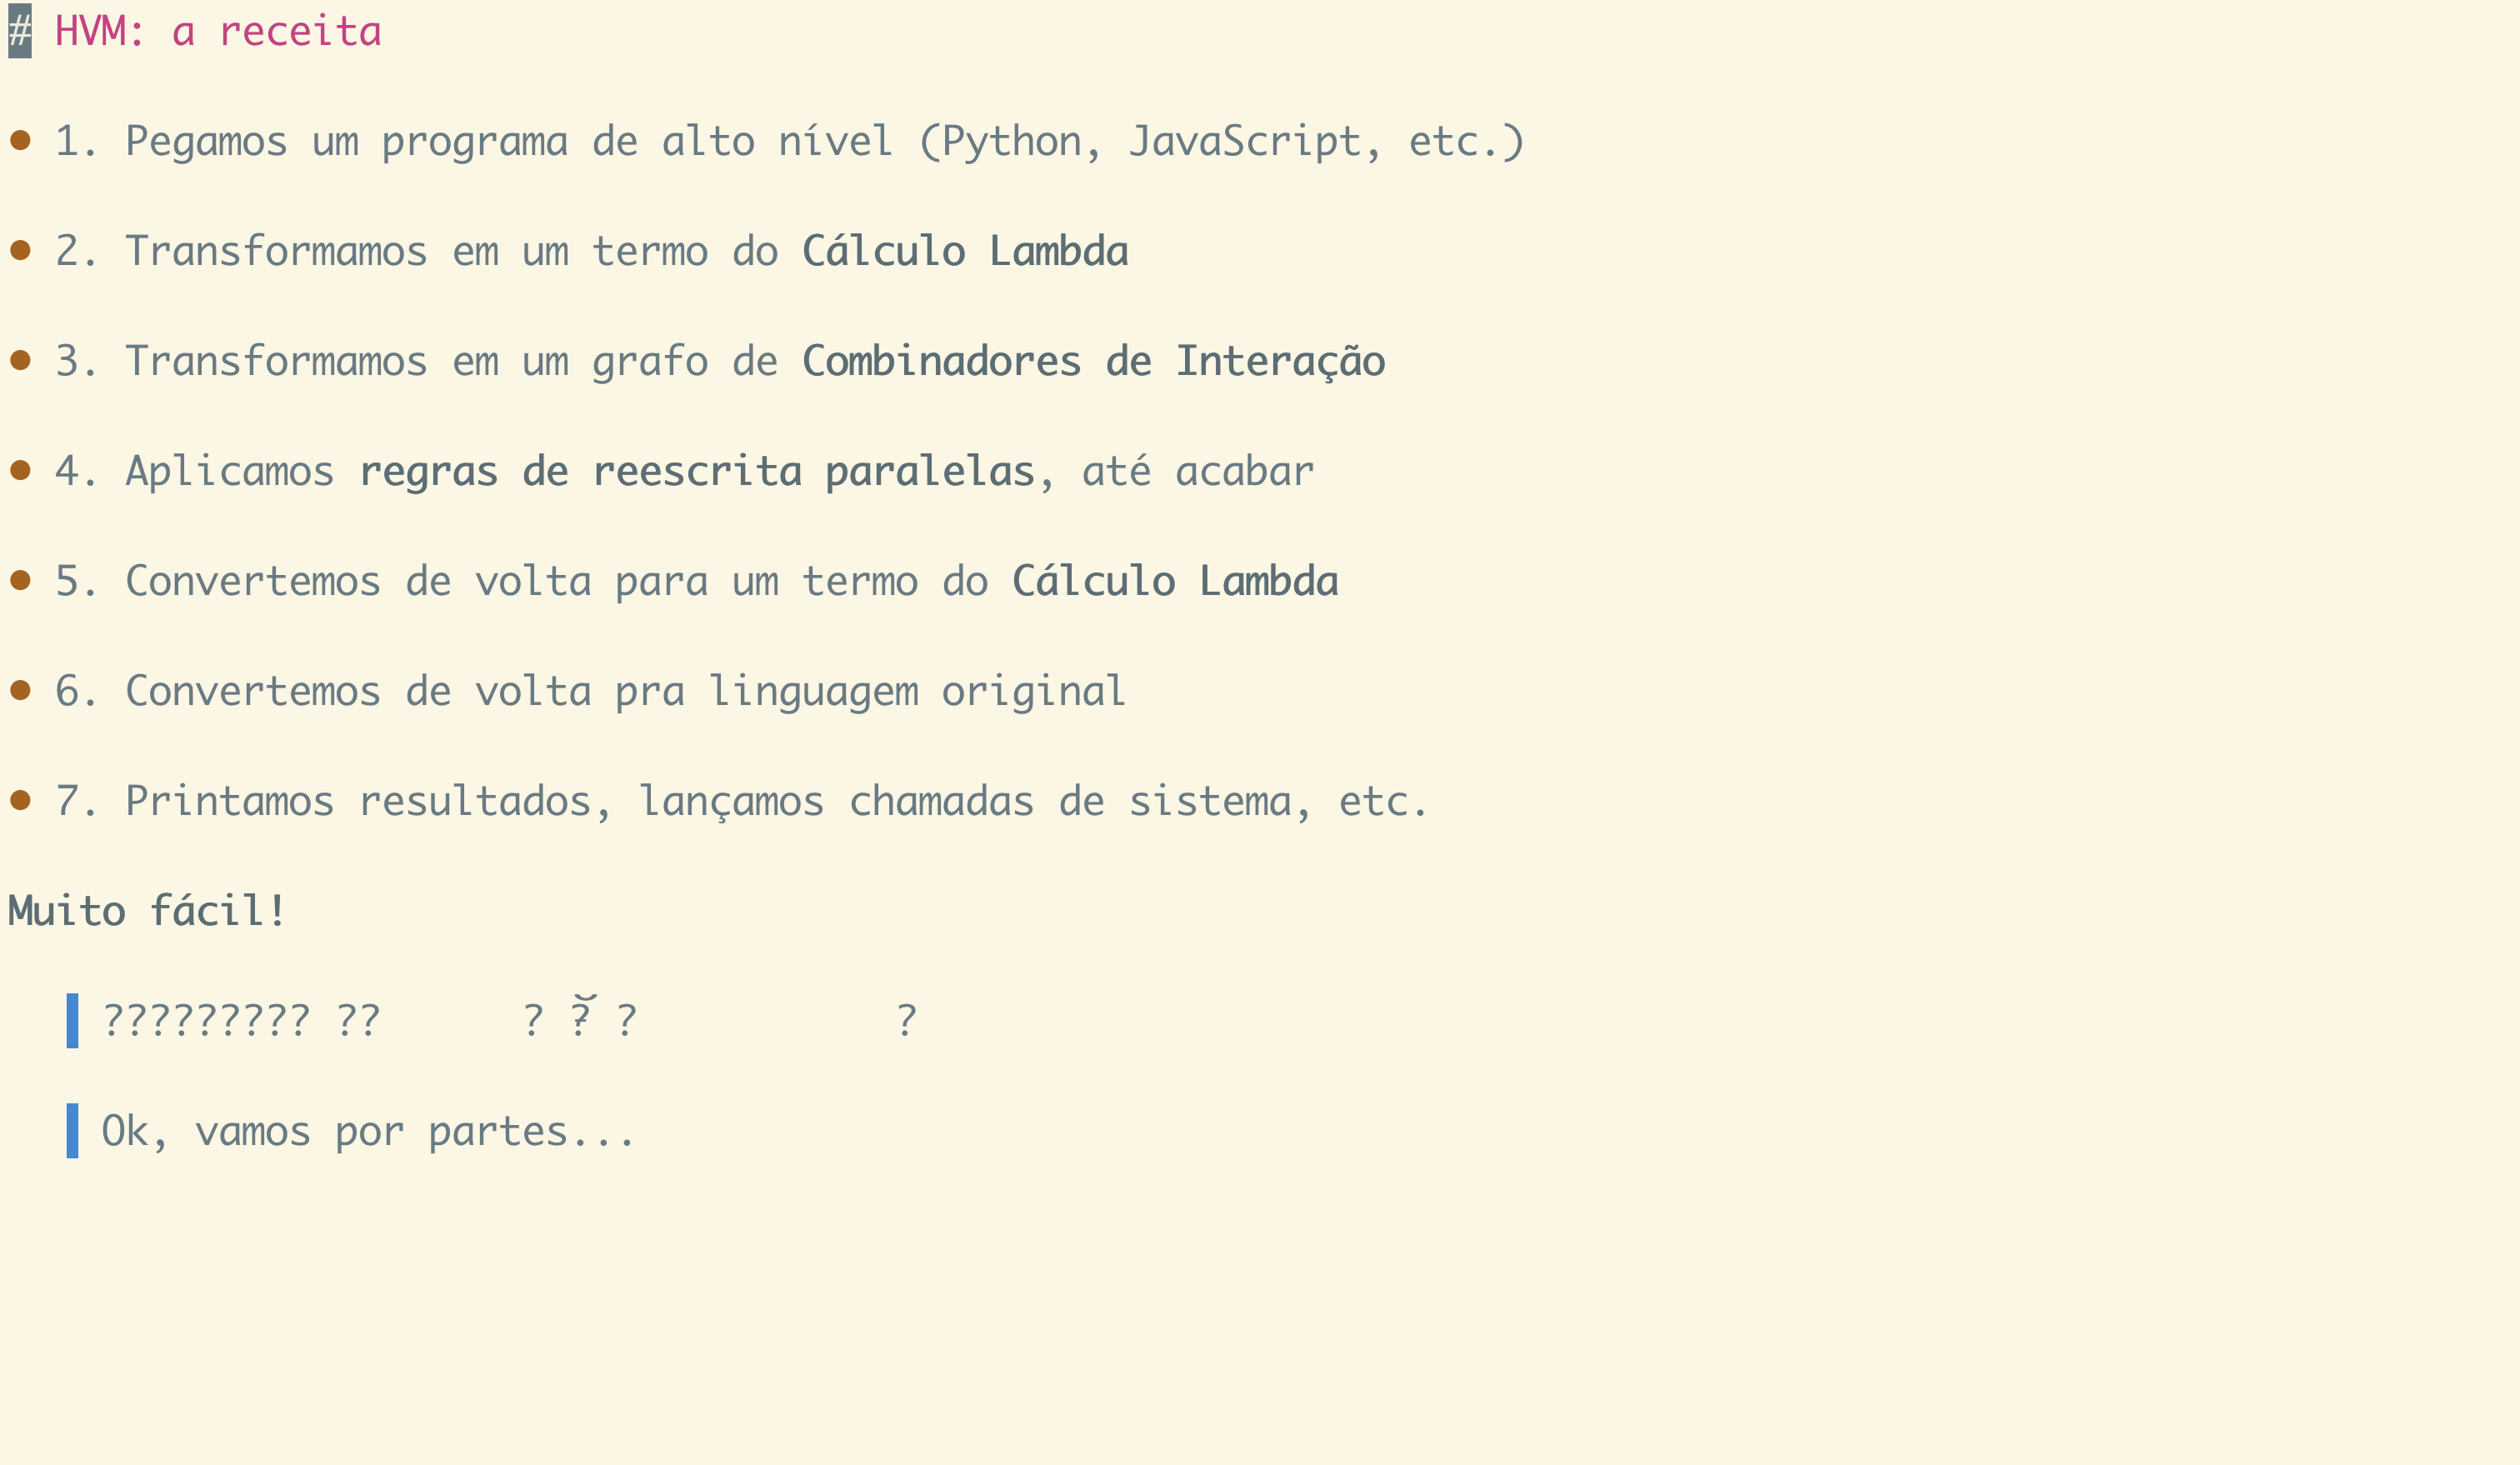 # HVM: a receita
• 1. Pegamos um programa de alto nível (Python, JavaScript, etc.)
• 2. Transformamos em um termo do Cálculo Lambda
• 3. Transformamos em um grafo de Combinadores de Interação
• 4. Aplicamos regras de reescrita paralelas, até acabar
• 5. Convertemos de volta para um termo do Cálculo Lambda
• 6. Convertemos de volta pra linguagem original
• 7. Printamos resultados, lançamos chamadas de sistema, etc.
Muito fácil!
????????? ?? ? ? ? ?
Ok, vamos por partes...